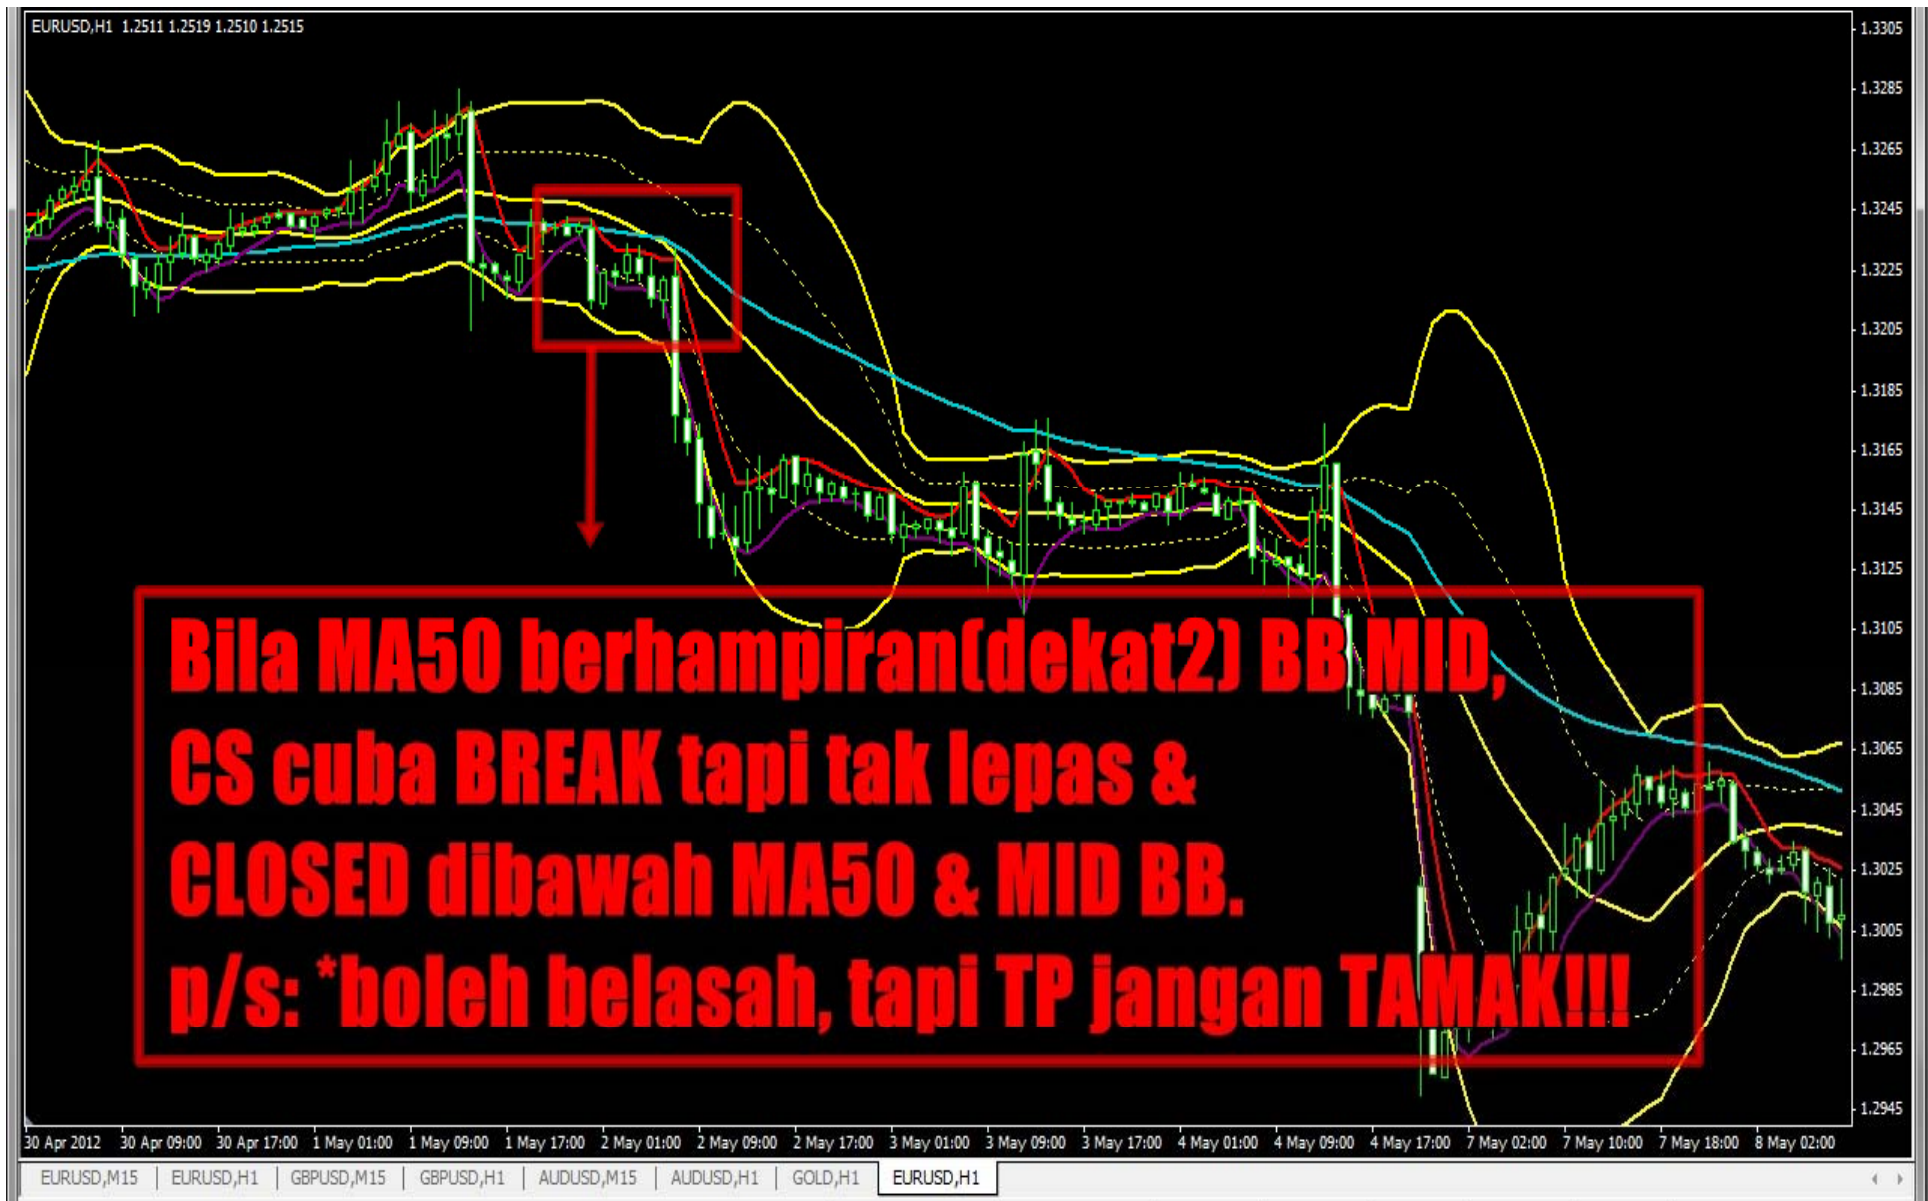 EURUSD,H1 1.2511 1.2519 1.2510 1.2515
1.3305
1.3285
1.3265
1.3245
1.3225
1.3205
1.3185
1.3165
1.3145
1.3125
1.3105
1.3085
1.3065
1.3045
1.3025
1.3005
1.2985
1.2965
1.2945
Bila MA50 berhampiran(dekat2) BB MID,
CS cuba BREAK tapi tak lepas &
CLOSED dibawah MA50 & MID BB.
p/s: *boleh belasah, tapi TP jangan TAMAK!!!
30 Apr 2012 30 Apr 09:00 30 Apr 17:00 1 May 01:00 1 May 09:00 1 May 17:00 2 May 01:00 2 May 09:00 2 May 17:00 3 May 01:00 3 May 09:00 3 May 17:00 4 May 01:00 4 May 09:00 4 May 17:00 7 May 02:00 7 May 10:00 7 May 18:00 8 May 02:00
EURUSD,M15 EURUSD,H1 GBPUSD,M15 GBPUSD,H1 AUDUSD,M15 AUDUSD,H1 GOLD,H1 EURUSD,H1